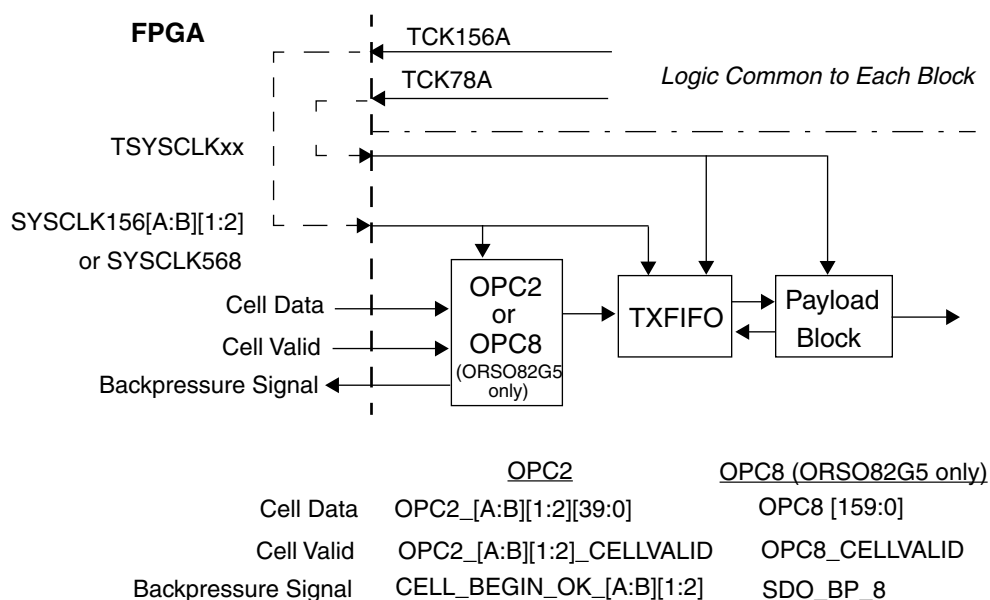 FPGA
TCK156A
TCK78A
Logic Common to Each Block
TSYSCLKxx
SYSCLK156[A:B][1:2]
or SYSCLK568
Cell Data
Cell Valid
Backpressure Signal
OPC2
or
OPC8
(ORSO82G5
only)
TXFIFO
Payload
Block
OPC2 OPC8 (ORSO82G5 only)
Cell Data OPC2_[A:B][1:2][39:0] OPC8 [159:0]
Cell Valid OPC2_[A:B][1:2]_CELLVALID OPC8_CELLVALID
Backpressure Signal CELL_BEGIN_OK_[A:B][1:2] SDO_BP_8